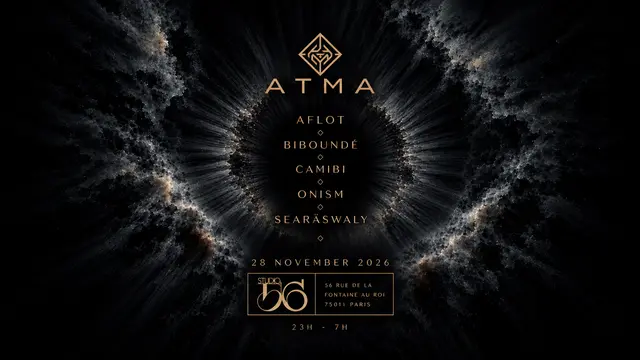 ATMA
AFLOT
BIBOUNDÉ
CAMIBI
ONISM
SEARÄSWALY
28 NOVEMBER 2026
STUDIO
56
56 RUE DE LA
FONTAINE AU ROI
75011 PARIS
23H - 7H